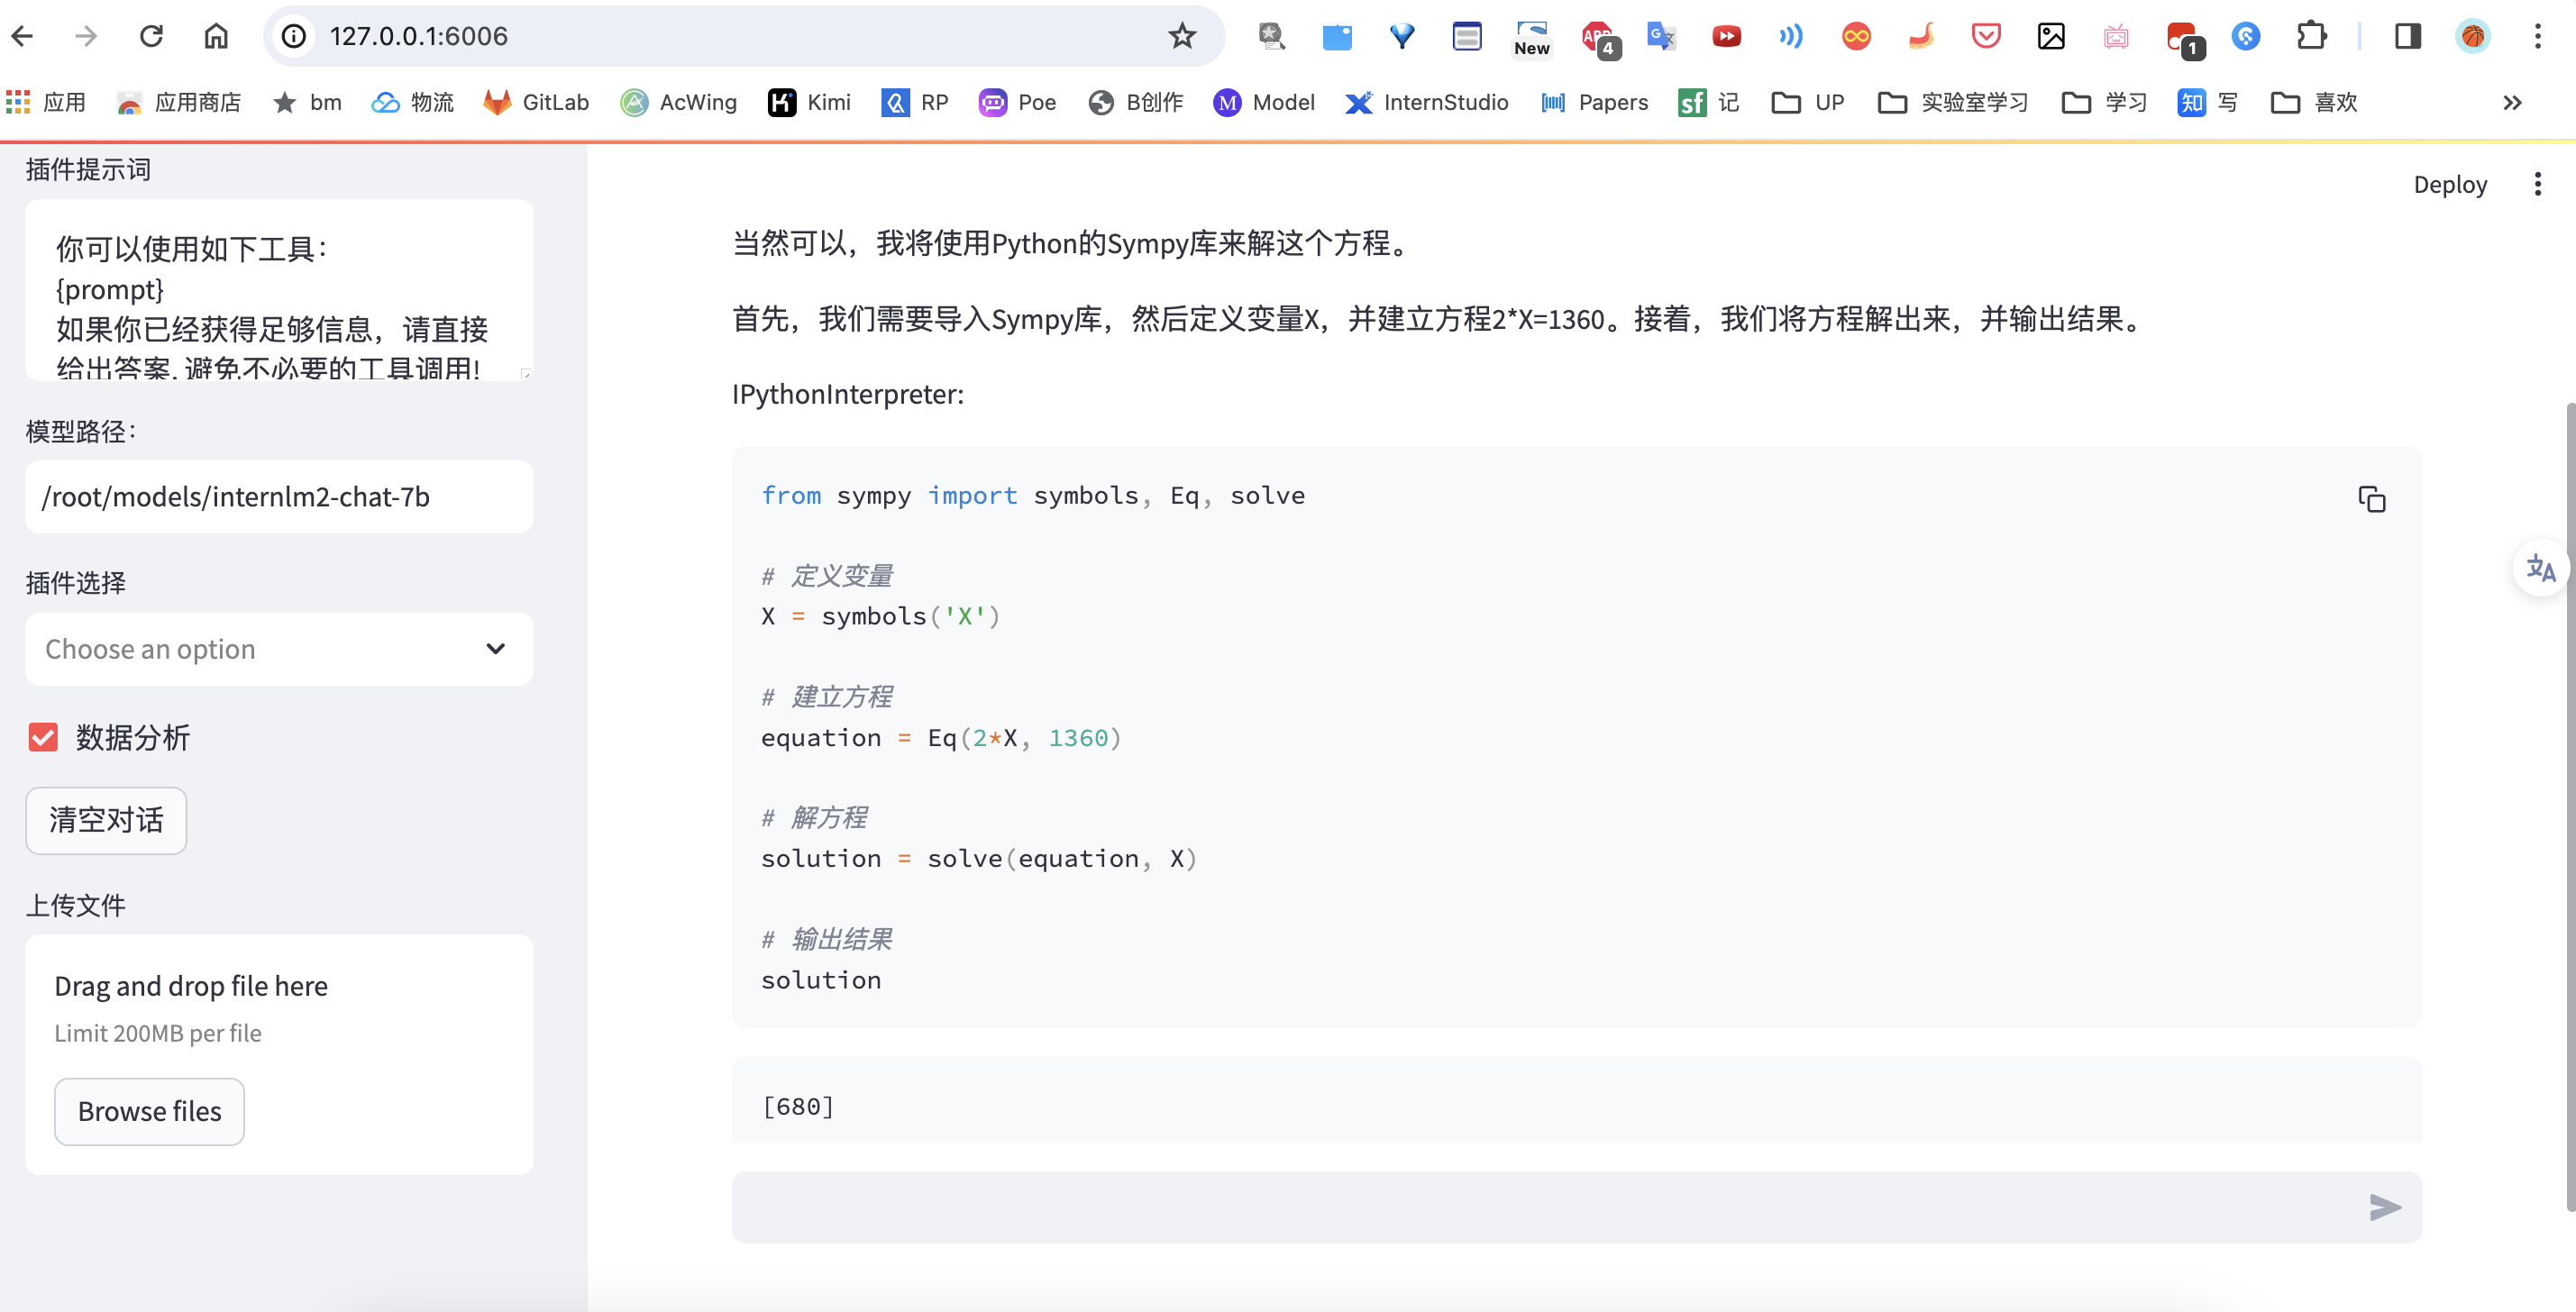 127.0.0.1:6006
New
ABP
4
1
应用
应用商店
bm
物流
GitLab
AcWing
Kimi
RP
Poe
B创作
Model
InternStudio
Papers
sf 记
UP
实验室学习
学习
知 写
喜欢
插件提示词
你可以使用如下工具：
{prompt}
如果你已经获得足够信息，请直接
给出答案. 避免不必要的工具调用!
模型路径：
/root/models/internlm2-chat-7b
插件选择
Choose an option
数据分析
清空对话
上传文件
Drag and drop file here
Limit 200MB per file
Browse files
Deploy
当然可以，我将使用Python的Sympy库来解这个方程。
首先，我们需要导入Sympy库，然后定义变量X，并建立方程2*X=1360。接着，我们将方程解出来，并输出结果。
IPythonInterpreter:
from sympy import symbols, Eq, solve
# 定义变量
X = symbols('X')
# 建立方程
equation = Eq(2*X, 1360)
# 解方程
solution = solve(equation, X)
# 输出结果
solution
[680]